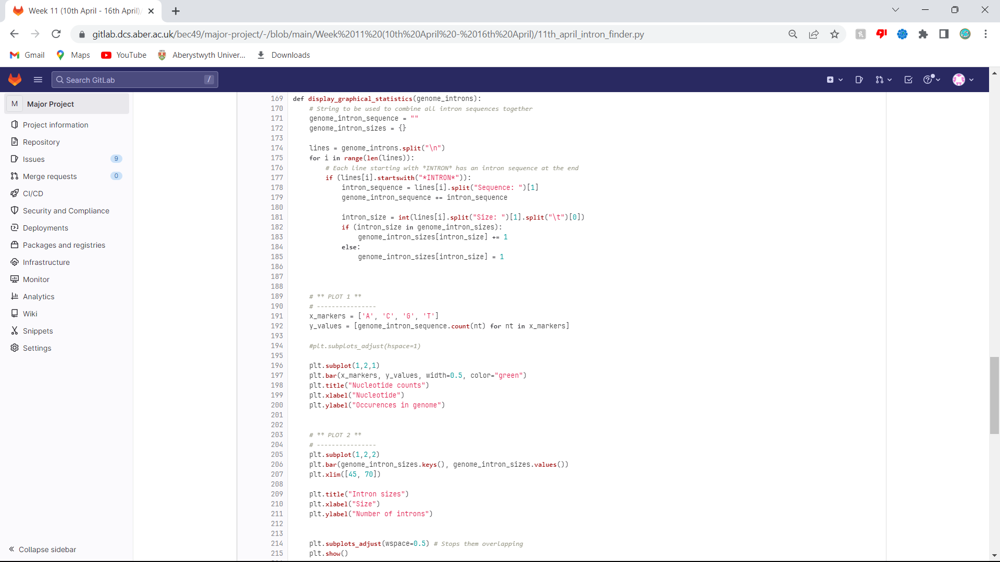 Week 11 (10th April - 16th April)/
gitlab.dcs.aber.ac.uk/bec49/major-project/-/blob/main/Week%2011%20(10th%20April%20-%2016th%20April)/11th_april_intron_finder.py
Gmail Maps YouTube Aberystwyth Univer... Downloads
Search GitLab /
M Major Project
Project information
Repository
Issues 9
Merge requests 0
CI/CD
Security and Compliance
Deployments
Packages and registries
Infrastructure
Monitor
Analytics
Wiki
Snippets
Settings
Collapse sidebar
169 def display_graphical_statistics(genome_introns):
170 # String to be used to combine all intron sequences together
171 genome_intron_sequence = ""
172 genome_intron_sizes = {}
173
174 lines = genome_introns.split("\n")
175 for i in range(len(lines)):
176 # Each line starting with *INTRON* has an intron sequence at the end
177 if (lines[i].startswith("*INTRON*")):
178 intron_sequence = lines[i].split("Sequence: ")[1]
179 genome_intron_sequence += intron_sequence
180
181 intron_size = int(lines[i].split("Size: ")[1].split("\t")[0])
182 if (intron_size in genome_intron_sizes):
183 genome_intron_sizes[intron_size] += 1
184 else:
185 genome_intron_sizes[intron_size] = 1
186
187
188
189 # ** PLOT 1 **
190 # ----------------
191 x_markers = ['A', 'C', 'G', 'T']
192 y_values = [genome_intron_sequence.count(nt) for nt in x_markers]
193
194 #plt.subplots_adjust(hspace=1)
195
196 plt.subplot(1,2,1)
197 plt.bar(x_markers, y_values, width=0.5, color="green")
198 plt.title("Nucleotide counts")
199 plt.xlabel("Nucleotide")
200 plt.ylabel("Occurences in genome")
201
202
203 # ** PLOT 2 **
204 # ----------------
205 plt.subplot(1,2,2)
206 plt.bar(genome_intron_sizes.keys(), genome_intron_sizes.values())
207 plt.xlim([45, 70])
208
209 plt.title("Intron sizes")
210 plt.xlabel("Size")
211 plt.ylabel("Number of introns")
212
213
214 plt.subplots_adjust(wspace=0.5) # Stops them overlapping
215 plt.show()